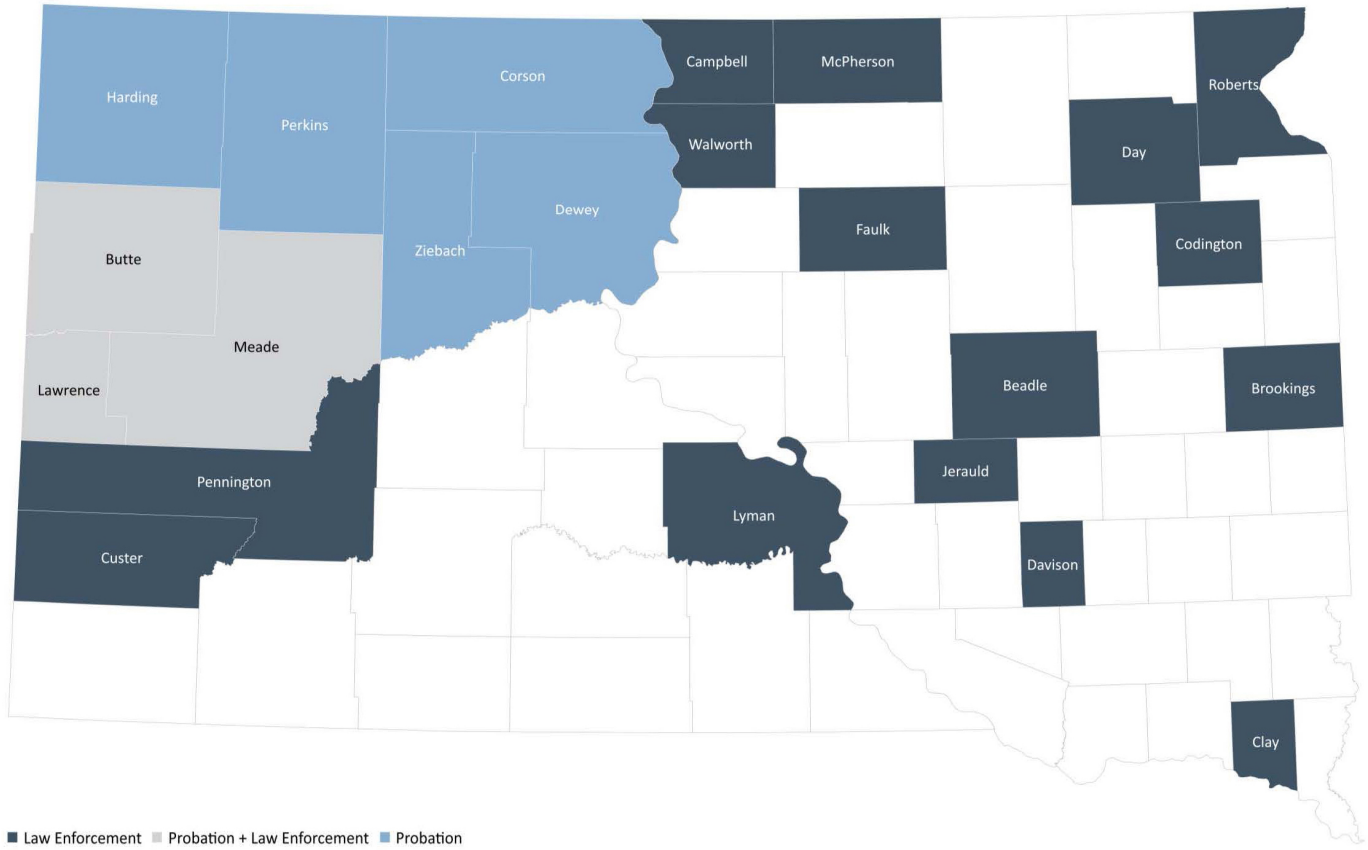 Harding
Perkins
Corson
Campbell
McPherson
Roberts
Walworth
Day
Butte
Ziebach
Dewey
Faulk
Codington
Lawrence
Meade
Beadle
Brookings
Pennington
Lyman
Jerauld
Custer
Davison
Clay
Law Enforcement Probation + Law Enforcement Probation